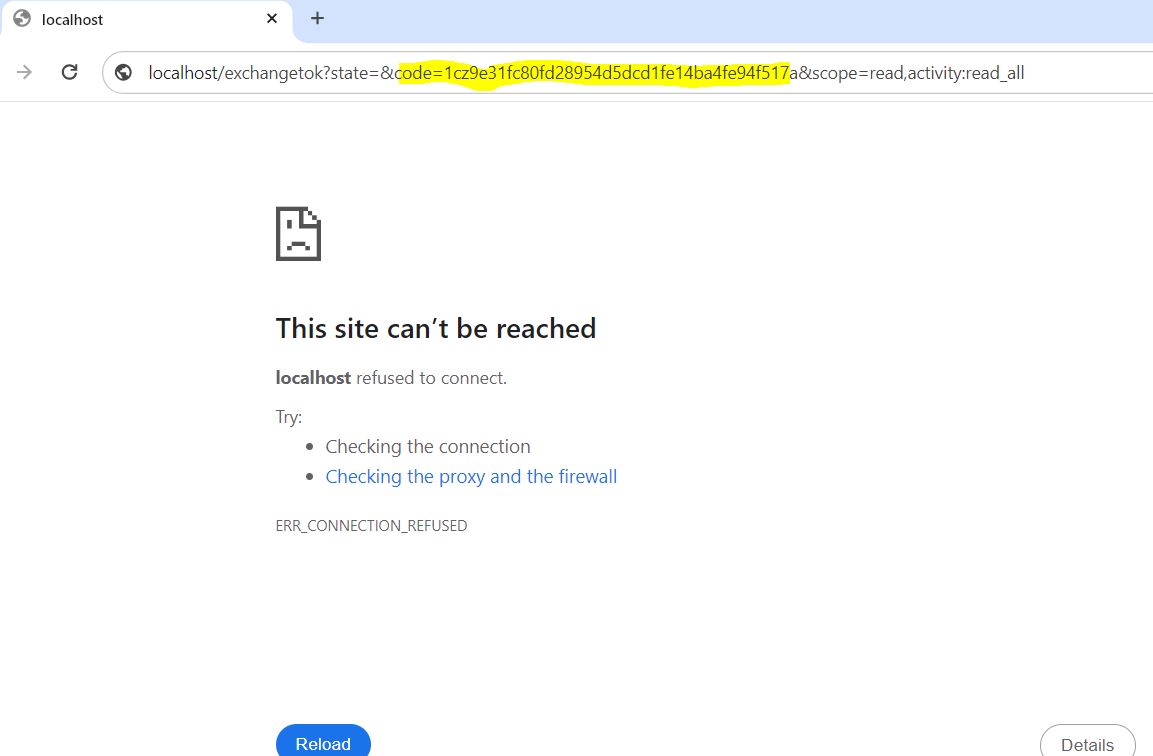 localhost
localhost/exchangetok?state=&code=1cz9e31fc80fd28954d5dcd1fe14ba4fe94f517a&scope=read,activity:read_all
This site can’t be reached
localhost refused to connect.
Try:
Checking the connection
Checking the proxy and the firewall
ERR_CONNECTION_REFUSED
Reload
Details